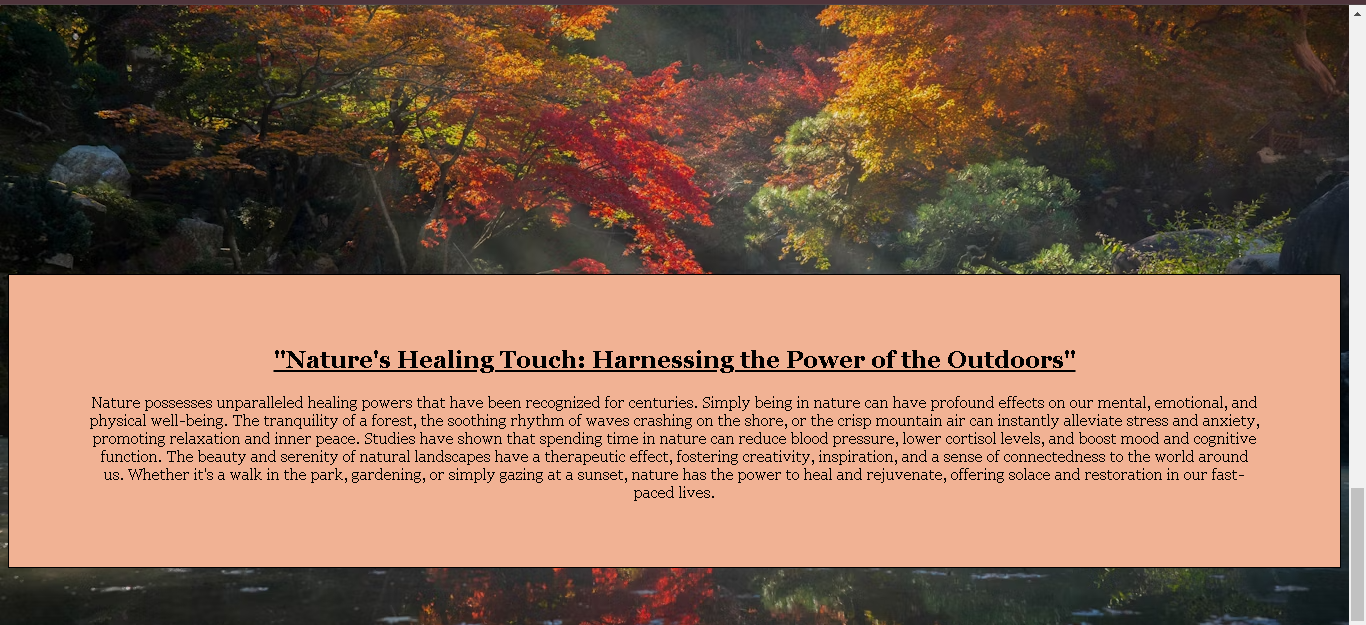 "Nature's Healing Touch: Harnessing the Power of the Outdoors"
Nature possesses unparalleled healing powers that have been recognized for centuries. Simply being in nature can have profound effects on our mental, emotional, and
physical well-being. The tranquility of a forest, the soothing rhythm of waves crashing on the shore, or the crisp mountain air can instantly alleviate stress and anxiety,
promoting relaxation and inner peace. Studies have shown that spending time in nature can reduce blood pressure, lower cortisol levels, and boost mood and cognitive
function. The beauty and serenity of natural landscapes have a therapeutic effect, fostering creativity, inspiration, and a sense of connectedness to the world around
us. Whether it's a walk in the park, gardening, or simply gazing at a sunset, nature has the power to heal and rejuvenate, offering solace and restoration in our fast-
paced lives.